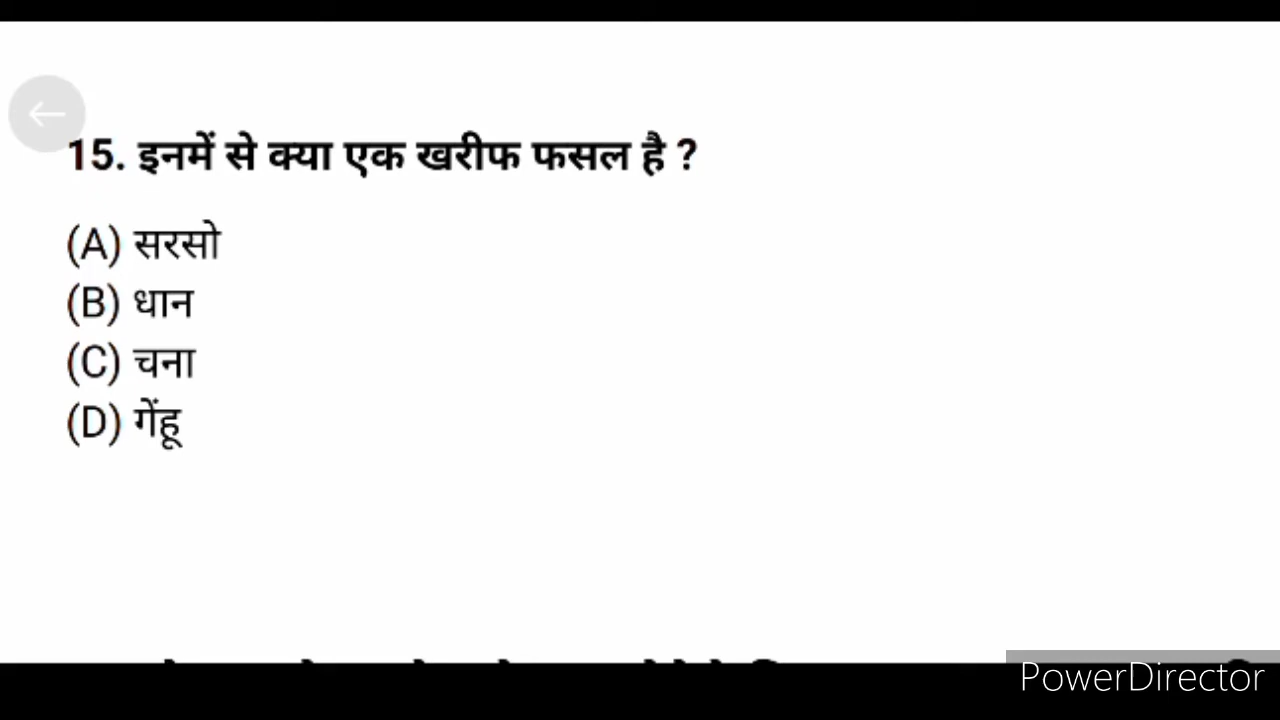 15. इनमें से क्या एक खरीफ फसल है ?
(A) सरसो
(B) धान
(C) चना
(D) गेंहू
PowerDirector